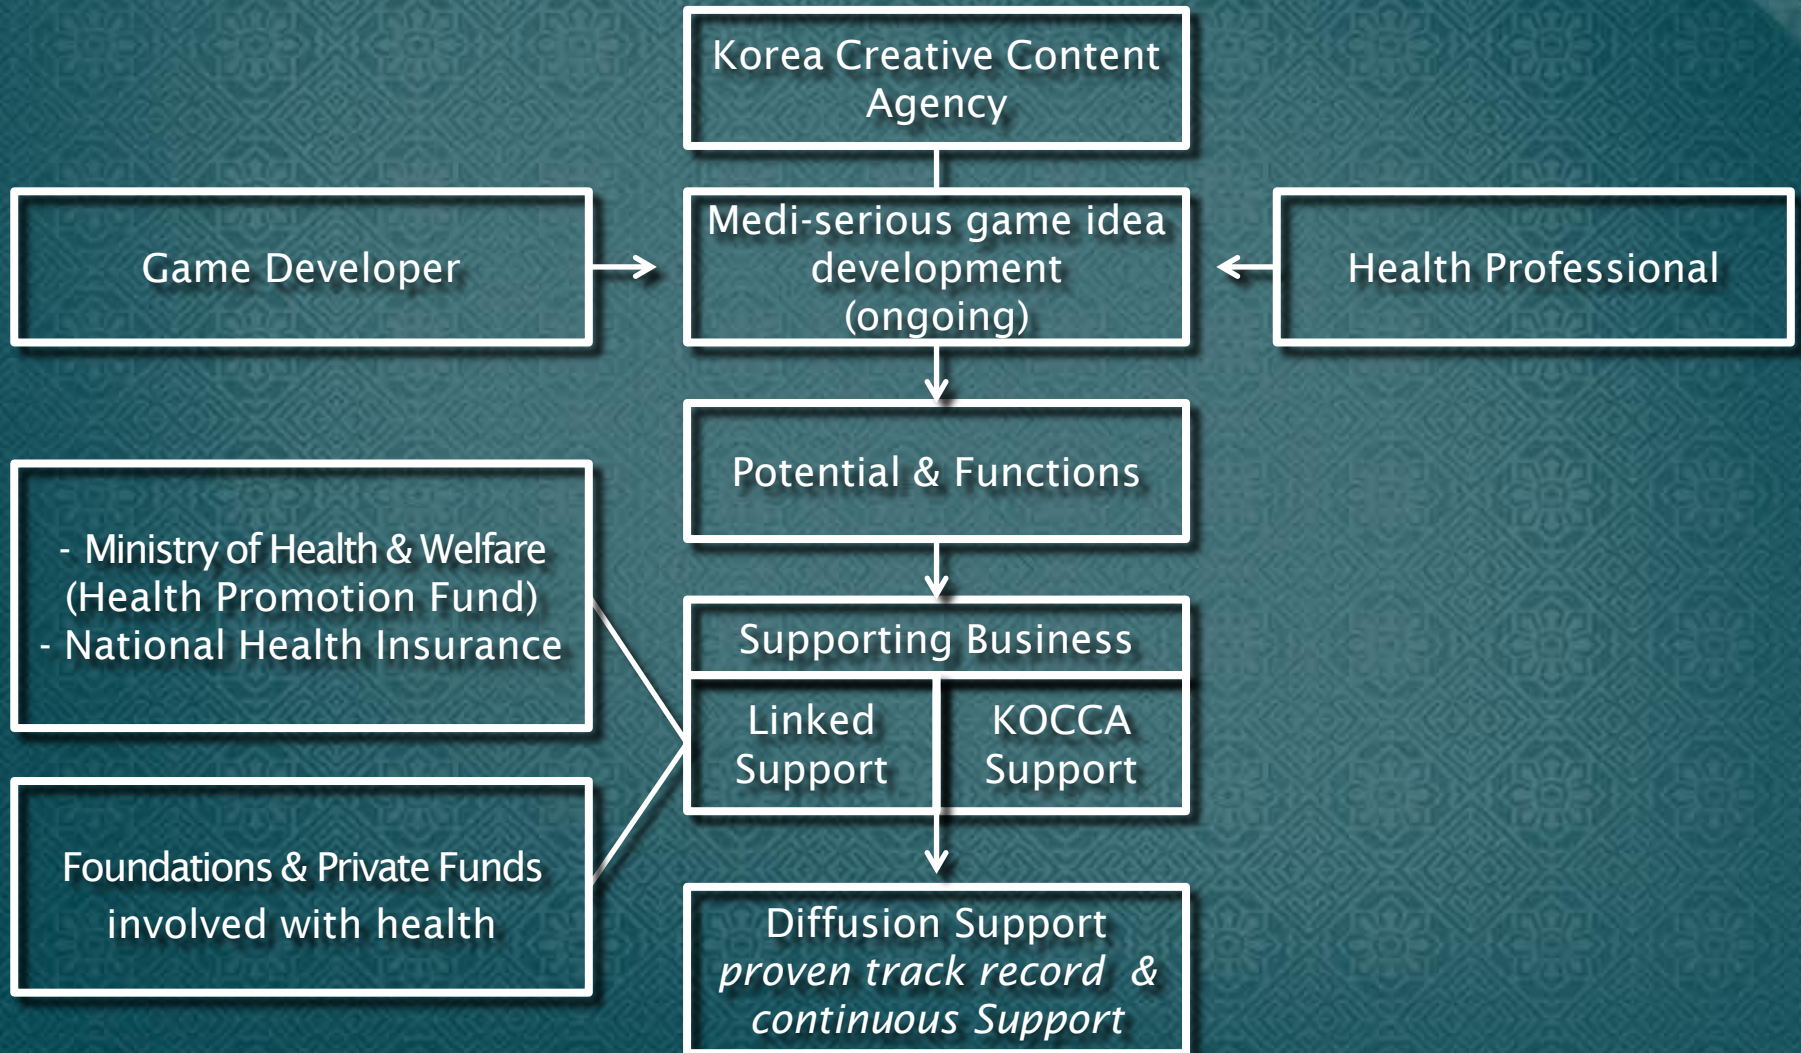 Korea Creative Content
Agency
Game Developer
Medi-serious game idea
development
(ongoing)
Health Professional
Potential & Functions
- Ministry of Health & Welfare
(Health Promotion Fund)
- National Health Insurance
Supporting Business
Linked
Support
KOCCA
Support
Foundations & Private Funds
involved with health
Diffusion Support
proven track record &
continuous Support